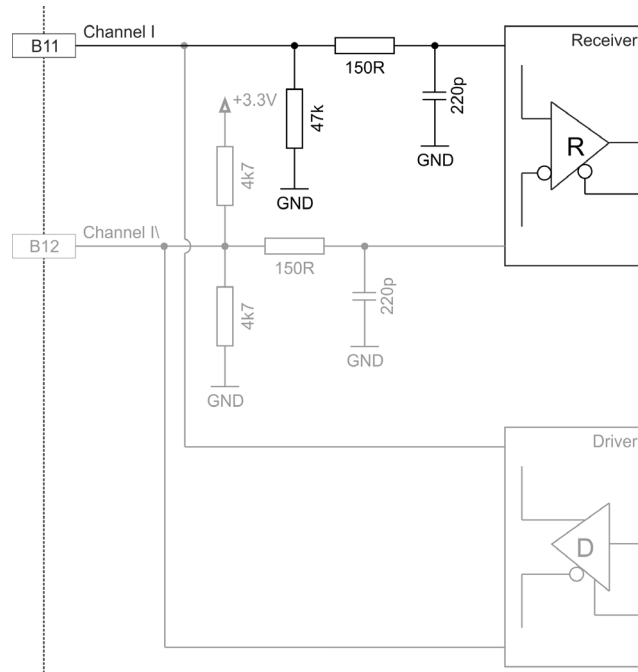 B11
Channel I
150R
47k
GND
220p
GND
Receiver
R
+3.3V
4k7
B12
Channel I\
150R
4k7
GND
220p
GND
Driver
D